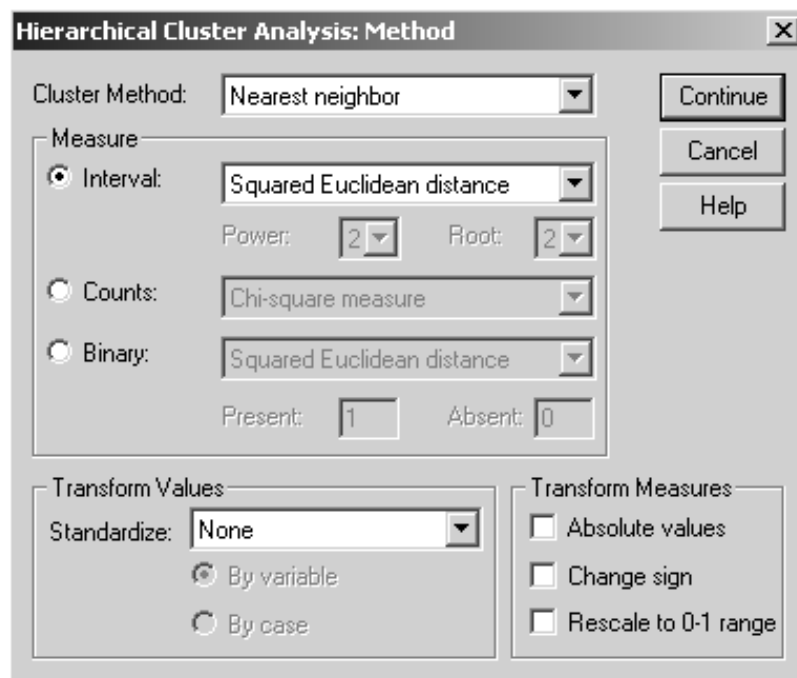 Hierarchical Cluster Analysis: Method
Cluster Method: Nearest neighbor
Continue
Cancel
Help
Measure
Interval: Squared Euclidean distance
Power: 2 Root: 2
Counts: Chi-square measure
Binary: Squared Euclidean distance
Present: 1 Absent: 0
Transform Values
Standardize: None
By variable
By case
Transform Measures
Absolute values
Change sign
Rescale to 0-1 range